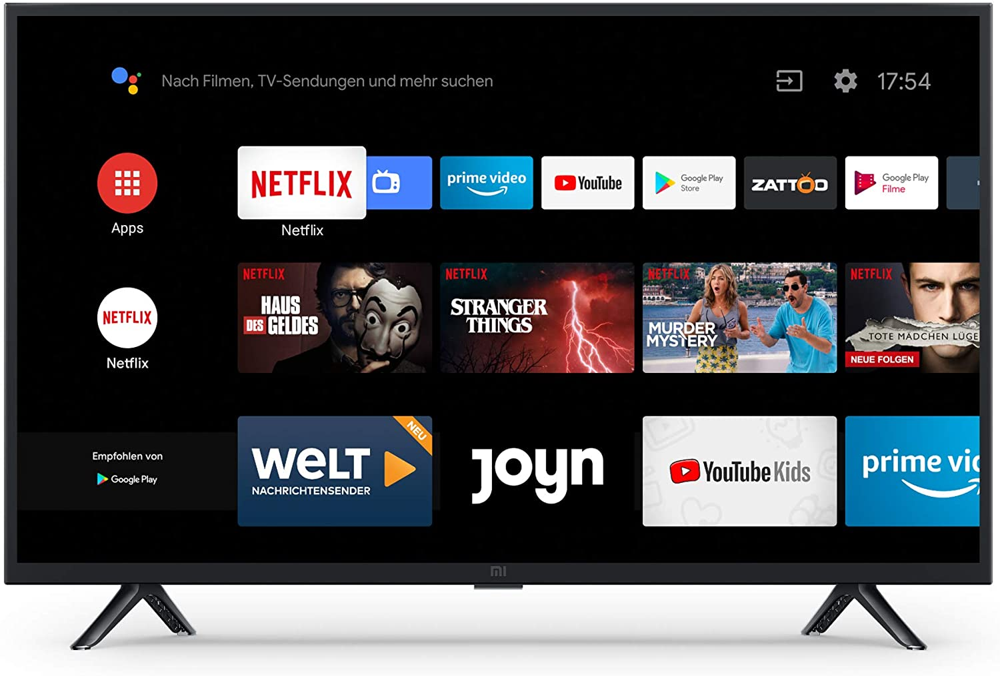 Nach Filmen, TV-Sendungen und mehr suchen
17:54
Apps
NETFLIX
Netflix
prime video
YouTube
Google Play
Store
ZATTOO
Google Play
Filme
NETFLIX
Netflix
NETFLIX
HAUS
DES GELDES
NETFLIX
STRANGER
THINGS
NETFLIX
MURDER
MYSTERY
NETFLIX
TOTE MÄDCHEN LÜGE
NEUE FOLGEN
Empfohlen von
Google Play
WELT
NACHRICHTENSENDER
NEU
joyn
YouTube Kids
prime vid
mi